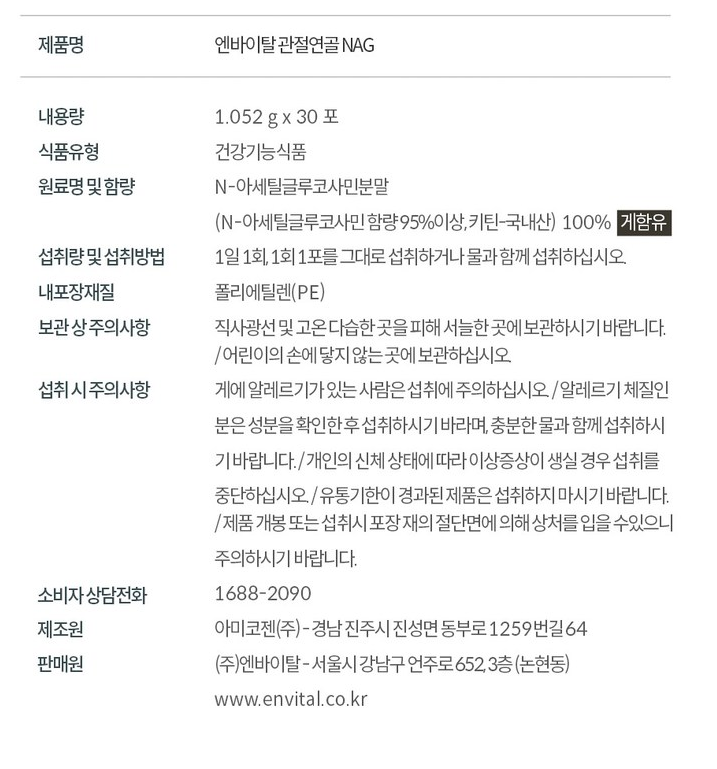 제품명 엔바이탈 관절연골 NAG
내용량 1.052 g x 30 포
식품유형 건강기능식품
원료명 및 함량 N-아세틸글루코사민분말
(N-아세틸글루코사민 함량 95%이상, 키틴-국내산) 100% 게함유
섭취량 및 섭취방법 1일 1회, 1회 1포를 그대로 섭취하거나 물과 함께 섭취하십시오.
내포장재질 폴리에틸렌(PE)
보관 상 주의사항 직사광선 및 고온 다습한 곳을 피해 서늘한 곳에 보관하시기 바랍니다.
/ 어린이의 손에 닿지 않는 곳에 보관하십시오.
섭취 시 주의사항 게에 알레르기가 있는 사람은 섭취에 주의하십시오. / 알레르기 체질인
분은 성분을 확인한 후 섭취하시기 바라며, 충분한 물과 함께 섭취하시
기 바랍니다. / 개인의 신체 상태에 따라 이상증상이 생실 경우 섭취를
중단하십시오. / 유통기한이 경과된 제품은 섭취하지 마시기 바랍니다.
/ 제품 개봉 또는 섭취시 포장 재의 절단면에 의해 상처를 입을 수있으니
주의하시기 바랍니다.
소비자 상담전화 1688-2090
제조원 아미코젠(주) - 경남 진주시 진성면 동부로 1259번길 64
판매원 (주)엔바이탈 - 서울시 강남구 언주로 652, 3층 (논현동)
www.envital.co.kr